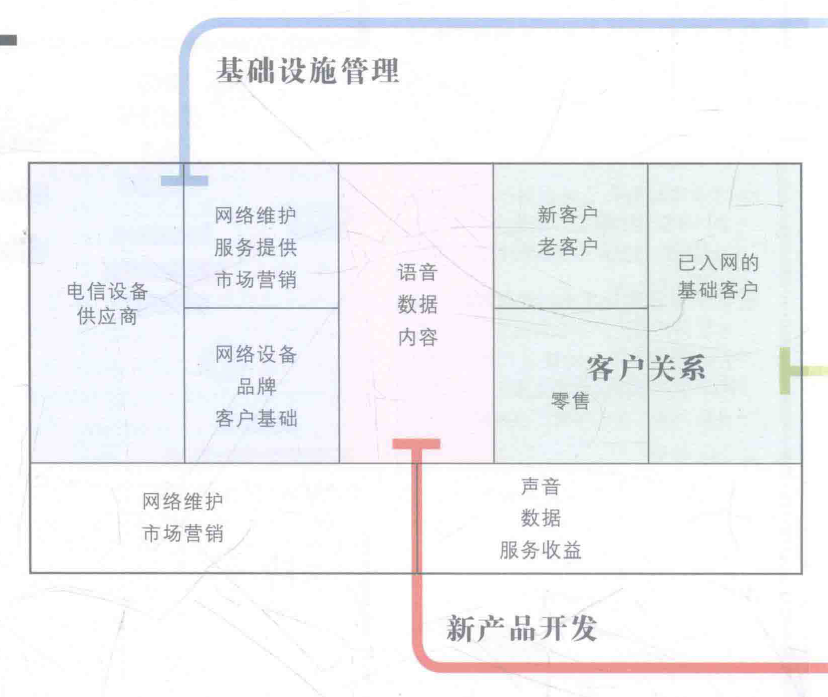 基础设施管理
电信设备
供应商
网络维护
服务提供
市场营销
网络设备
品牌
客户基础
语音
数据
内容
新客户
老客户
零售
客户关系
已入网的
基础客户
网络维护
市场营销
声音
数据
服务收益
新产品开发